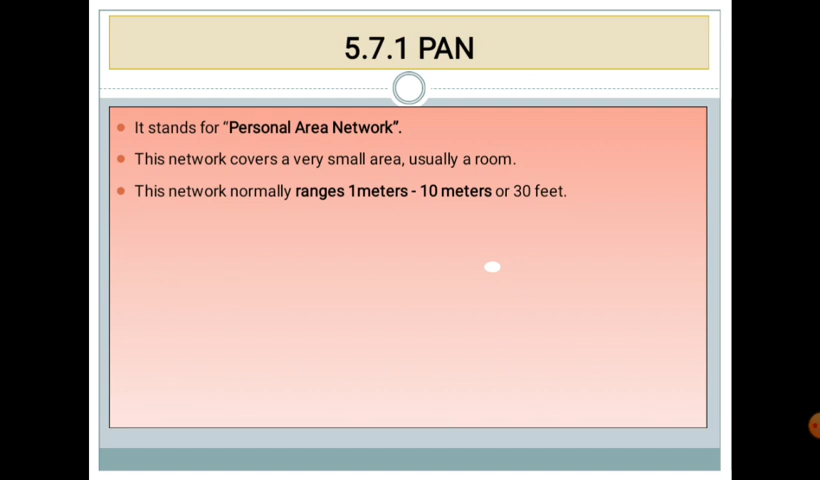 5.7.1 PAN
It stands for “Personal Area Network”.
This network covers a very small area, usually a room.
This network normally ranges 1meters - 10 meters or 30 feet.